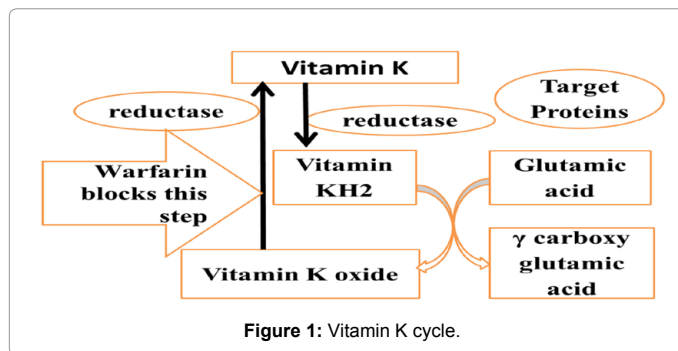 Vitamin K
reductase
reductase
Target
Proteins
Warfarin
blocks this
step
Vitamin
KH2
Glutamic
acid
Vitamin K oxide
γ carboxy
glutamic
acid
Figure 1: Vitamin K cycle.